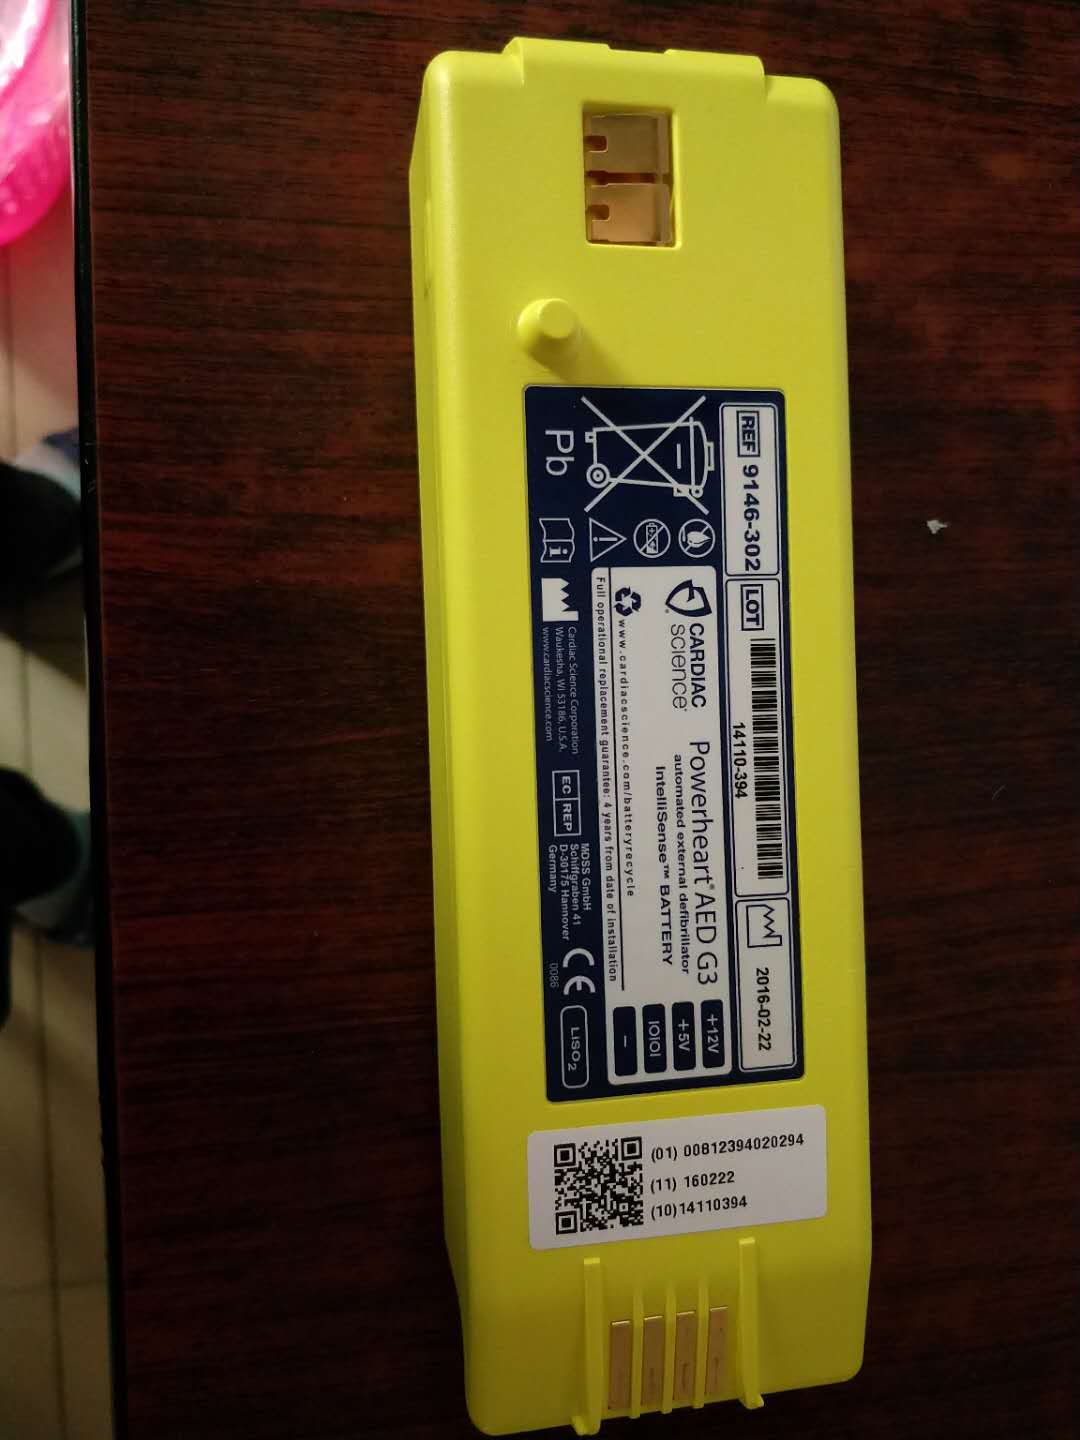 REF 9146-302
LOT
14110-394
2016-02-22
Pb
CARDIAC
science®
Powerheart® AED G3
automated external defibrillator
IntelliSense™ BATTERY
www.cardiacscience.com/batteryrecycle
Full operational replacement guarantee: 4 years from date of installation
+12V
+5V
IOIOI
–
Cardiac Science Corporation
Waukesha, WI 53186, U.S.A.
www.cardiacscience.com
EC REP
MDSS GmbH
Schiffgraben 41
D-30175 Hannover
Germany
CE
0086
LiSO2
(01) 00812394020294
(11) 160222
(10)14110394